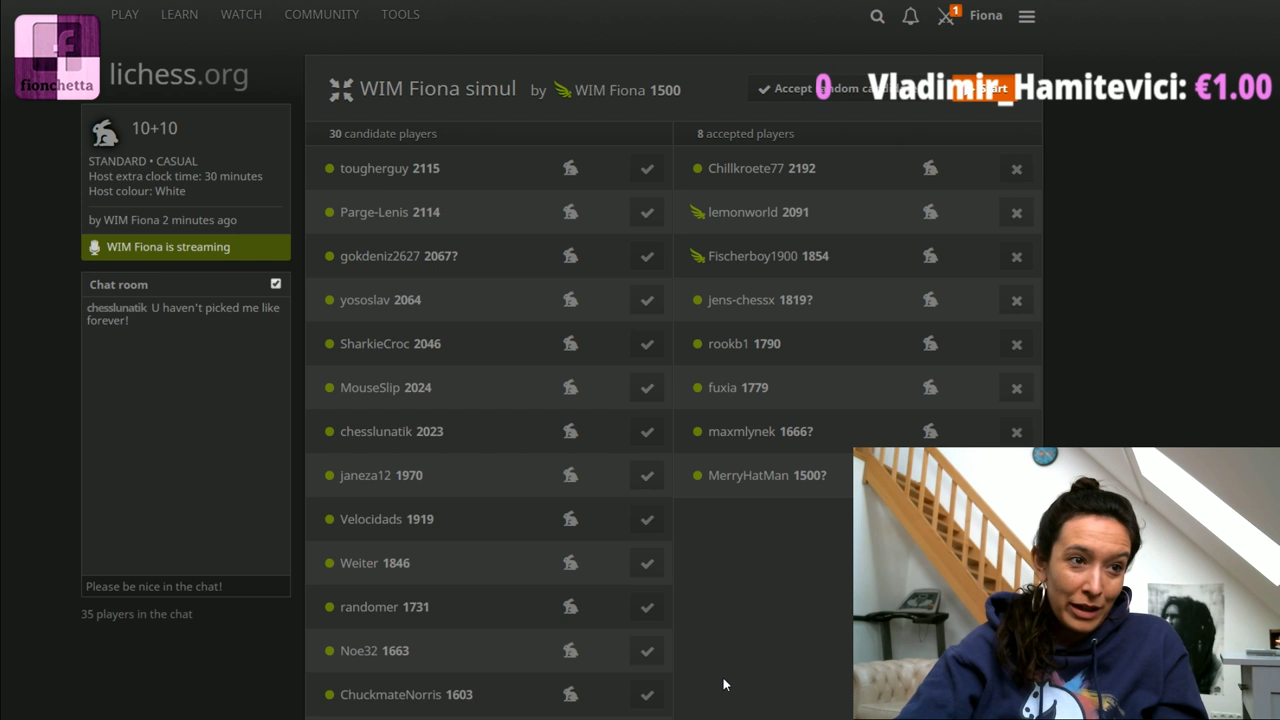 PLAY LEARN WATCH COMMUNITY TOOLS
1 Fiona
fionchetta
lichess.org
WIM Fiona simul by WIM Fiona 1500
Accept random
Start
0 Vladimir_Hamitevici: €1.00
10+10
STANDARD • CASUAL
Host extra clock time: 30 minutes
Host colour: White
by WIM Fiona 2 minutes ago
WIM Fiona is streaming
Chat room
chesslunatik U haven't picked me like
forever!
Please be nice in the chat!
35 players in the chat
30 candidate players
tougherguy 2115
Parge-Lenis 2114
gokdeniz2627 2067?
yososlav 2064
SharkieCroc 2046
MouseSlip 2024
chesslunatik 2023
janeza12 1970
Velocidads 1919
Weiter 1846
randomer 1731
Noe32 1663
ChuckmateNorris 1603
8 accepted players
Chillkroete77 2192
lemonworld 2091
Fischerboy1900 1854
jens-chessx 1819?
rookb1 1790
fuxia 1779
maxmlynek 1666?
MerryHatMan 1500?